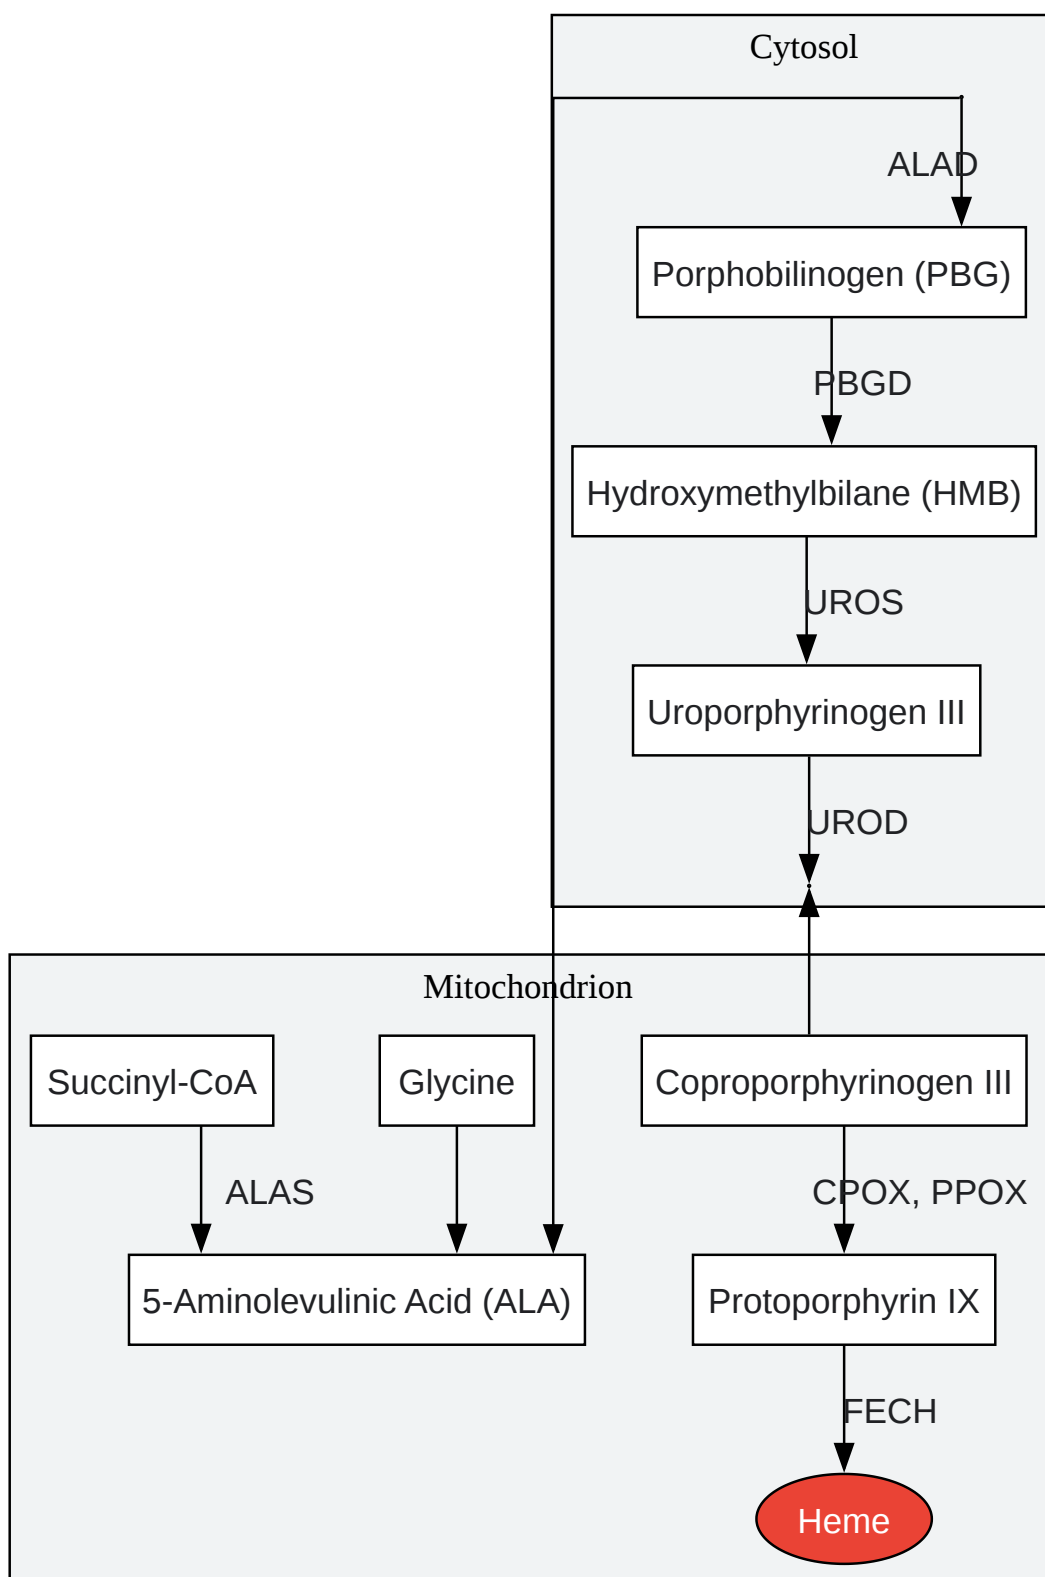 Cytosol
ALAD
Porphobilinogen (PBG)
PBGD
Hydroxymethylbilane (HMB)
UROS
Uroporphyrinogen III
UROD
Mitochondrion
Succinyl-CoA
Glycine
Coproporphyrinogen III
ALAS
CPOX, PPOX
5-Aminolevulinic Acid (ALA)
Protoporphyrin IX
FECH
Heme